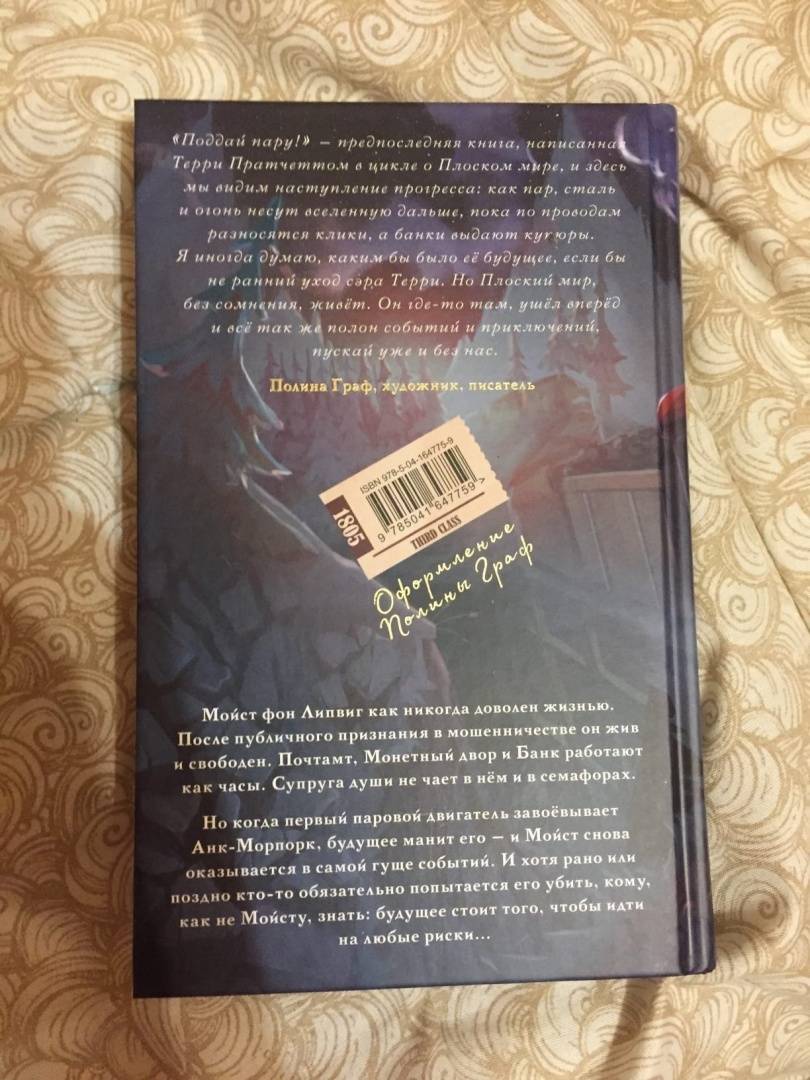 «Поддай пару!» – предпоследняя книга, написанная
Терри Пратчеттом в цикле о Плоском мире, и здесь
мы видим наступление прогресса: как пар, сталь
и огонь несут вселенную дальше, пока по проводам
разносятся клики, а банки выдают купюры.
Я иногда думаю, каким бы было её будущее, если бы
не ранний уход сэра Терри. Но Плоский мир,
без сомнения, живёт. Он где-то там, ушёл вперёд
и всё так же полон событий и приключений,
пускай уже и без нас.
Полина Граф, художник, писатель
ISBN 978-5-04-164775-9
9 785041 647759 >
1805
THIRD CLASS
Оформление
Полины Граф
Мойст фон Липвиг как никогда доволен жизнью.
После публичного признания в мошенничестве он жив
и свободен. Почтамт, Монетный двор и Банк работают
как часы. Супруга души не чает в нём и в семафорах.
Но когда первый паровой двигатель завоёвывает
Анк-Морпорк, будущее манит его – и Мойст снова
оказывается в самой гуще событий. И хотя рано или
поздно кто-то обязательно попытается его убить, кому,
как не Мойсту, знать: будущее стоит того, чтобы идти
на любые риски...